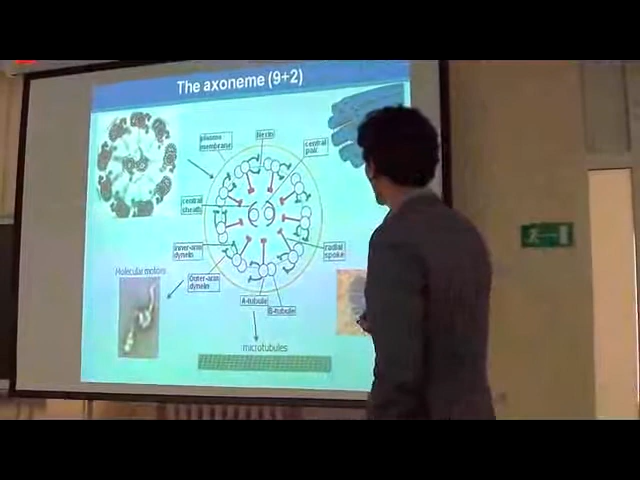 The axoneme (9+2)
plasma
membrane
Nexin
central
pair
central
sheath
inner-arm
dynein
radial
spoke
Outer-arm
dynein
Molecular motors
A-tubule
B-tubule
microtubules